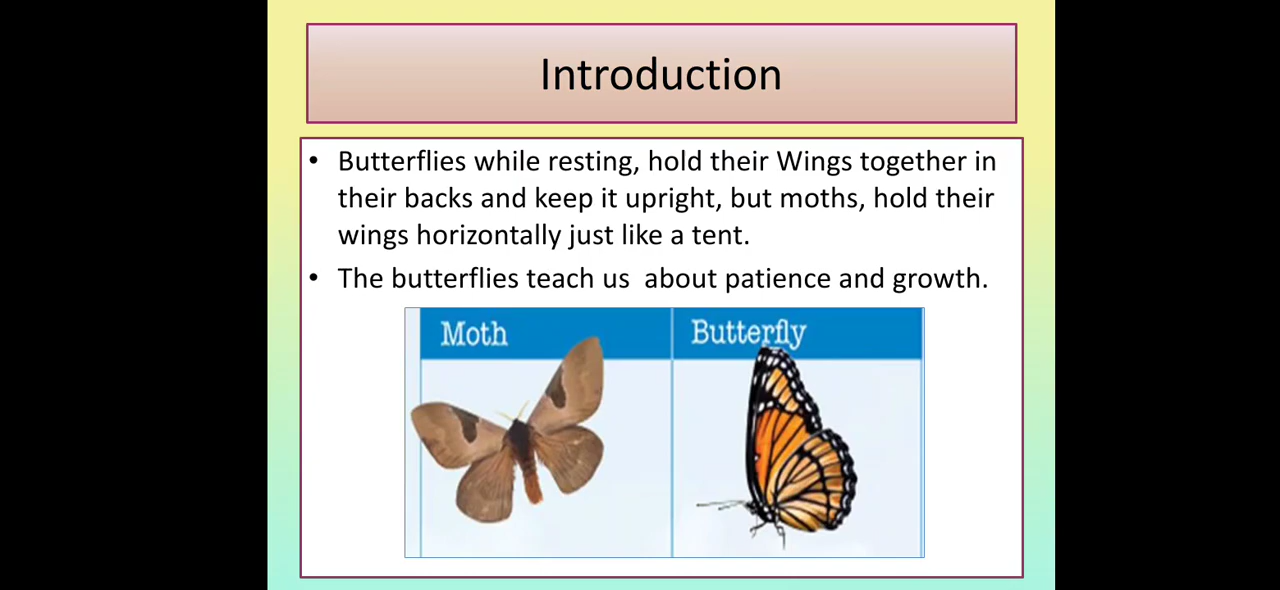 Introduction
• Butterflies while resting, hold their Wings together in
their backs and keep it upright, but moths, hold their
wings horizontally just like a tent.
• The butterflies teach us  about patience and growth.
Moth
Butterfly